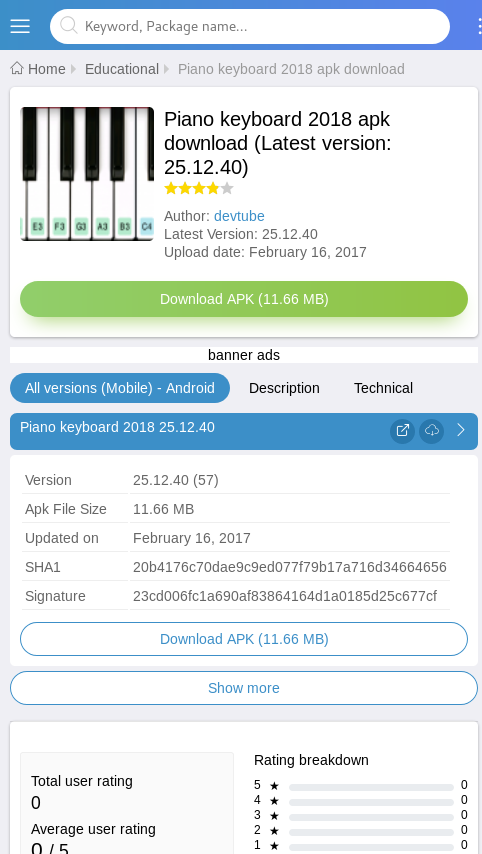 Keyword, Package name...
Home Educational Piano keyboard 2018 apk download
Piano keyboard 2018 apk
download (Latest version:
25.12.40)
Author: devtube
Latest Version: 25.12.40
Upload date: February 16, 2017
E3 F3 G3 A3 B3 C4
Download APK (11.66 MB)
banner ads
All versions (Mobile) - Android Description Technical
Piano keyboard 2018 25.12.40
Version 25.12.40 (57)
Apk File Size 11.66 MB
Updated on February 16, 2017
SHA1 20b4176c70dae9c9ed077f79b17a716d34664656
Signature 23cd006fc1a690af83864164d1a0185d25c677cf
Download APK (11.66 MB)
Show more
Total user rating
0
Average user rating
0 / 5
Rating breakdown
5 ★ 0
4 ★ 0
3 ★ 0
2 ★ 0
1 ★ 0